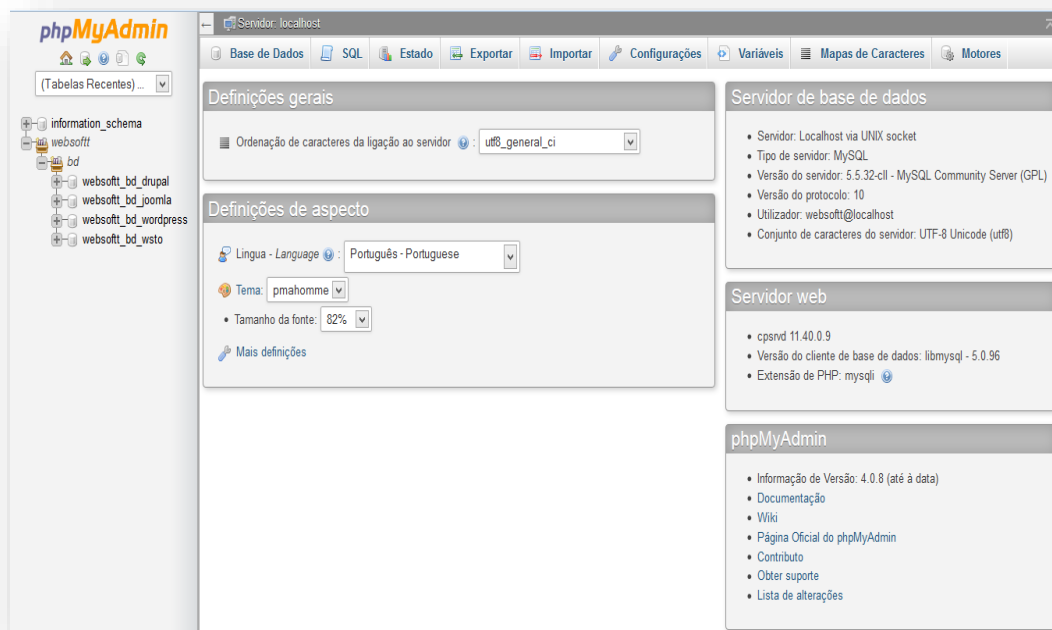 phpMyAdmin
(Tabelas Recentes) ...
information_schema
websoftt
bd
websoftt_bd_drupal
websoftt_bd_joomla
websoftt_bd_wordpress
websoftt_bd_wsto
Servidor: localhost
Base de Dados SQL Estado Exportar Importar Configurações Variáveis Mapas de Caracteres Motores
Definições gerais
Ordenação de caracteres da ligação ao servidor : utf8_general_ci
Definições de aspecto
Lingua - Language : Português - Portuguese
Tema: pmahomme
• Tamanho da fonte: 82%
Mais definições
Servidor de base de dados
• Servidor: Localhost via UNIX socket
• Tipo de servidor: MySQL
• Versão do servidor: 5.5.32-cll - MySQL Community Server (GPL)
• Versão do protocolo: 10
• Utilizador: websoftt@localhost
• Conjunto de caracteres do servidor: UTF-8 Unicode (utf8)
Servidor web
• cpsrvd 11.40.0.9
• Versão do cliente de base de dados: libmysql - 5.0.96
• Extensão de PHP: mysqli
phpMyAdmin
• Informação de Versão: 4.0.8 (até à data)
• Documentação
• Wiki
• Página Oficial do phpMyAdmin
• Contributo
• Obter suporte
• Lista de alterações